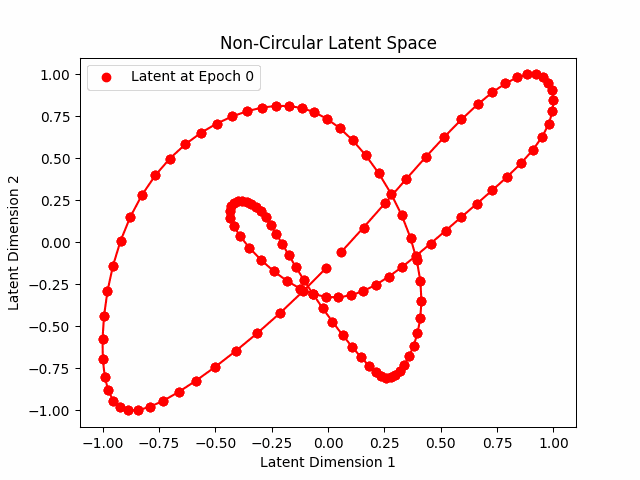 Non-Circular Latent Space
Latent at Epoch 0
1.00
0.75
0.50
0.25
0.00
−0.25
−0.50
−0.75
−1.00
Latent Dimension 2
−1.00 −0.75 −0.50 −0.25 0.00 0.25 0.50 0.75 1.00
Latent Dimension 1